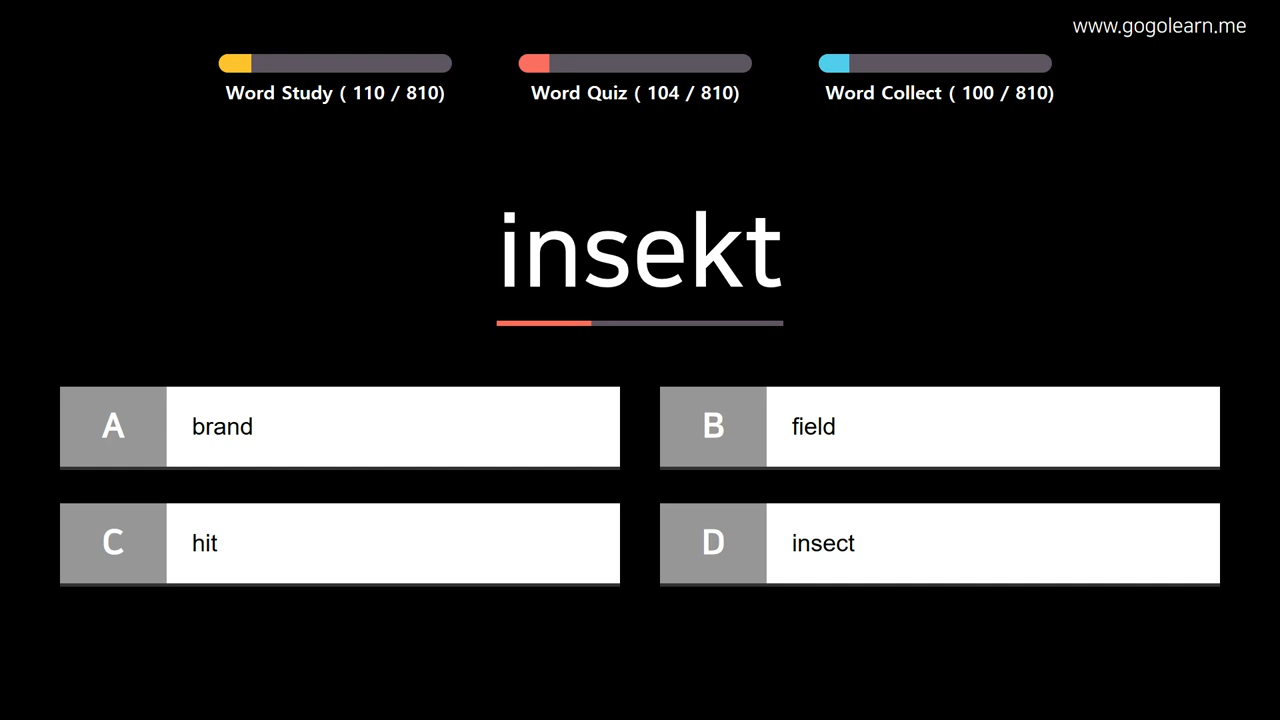 www.gogolearn.me
Word Study ( 110 / 810)
Word Quiz ( 104 / 810)
Word Collect ( 100 / 810)
insekt
A brand
B field
C hit
D insect